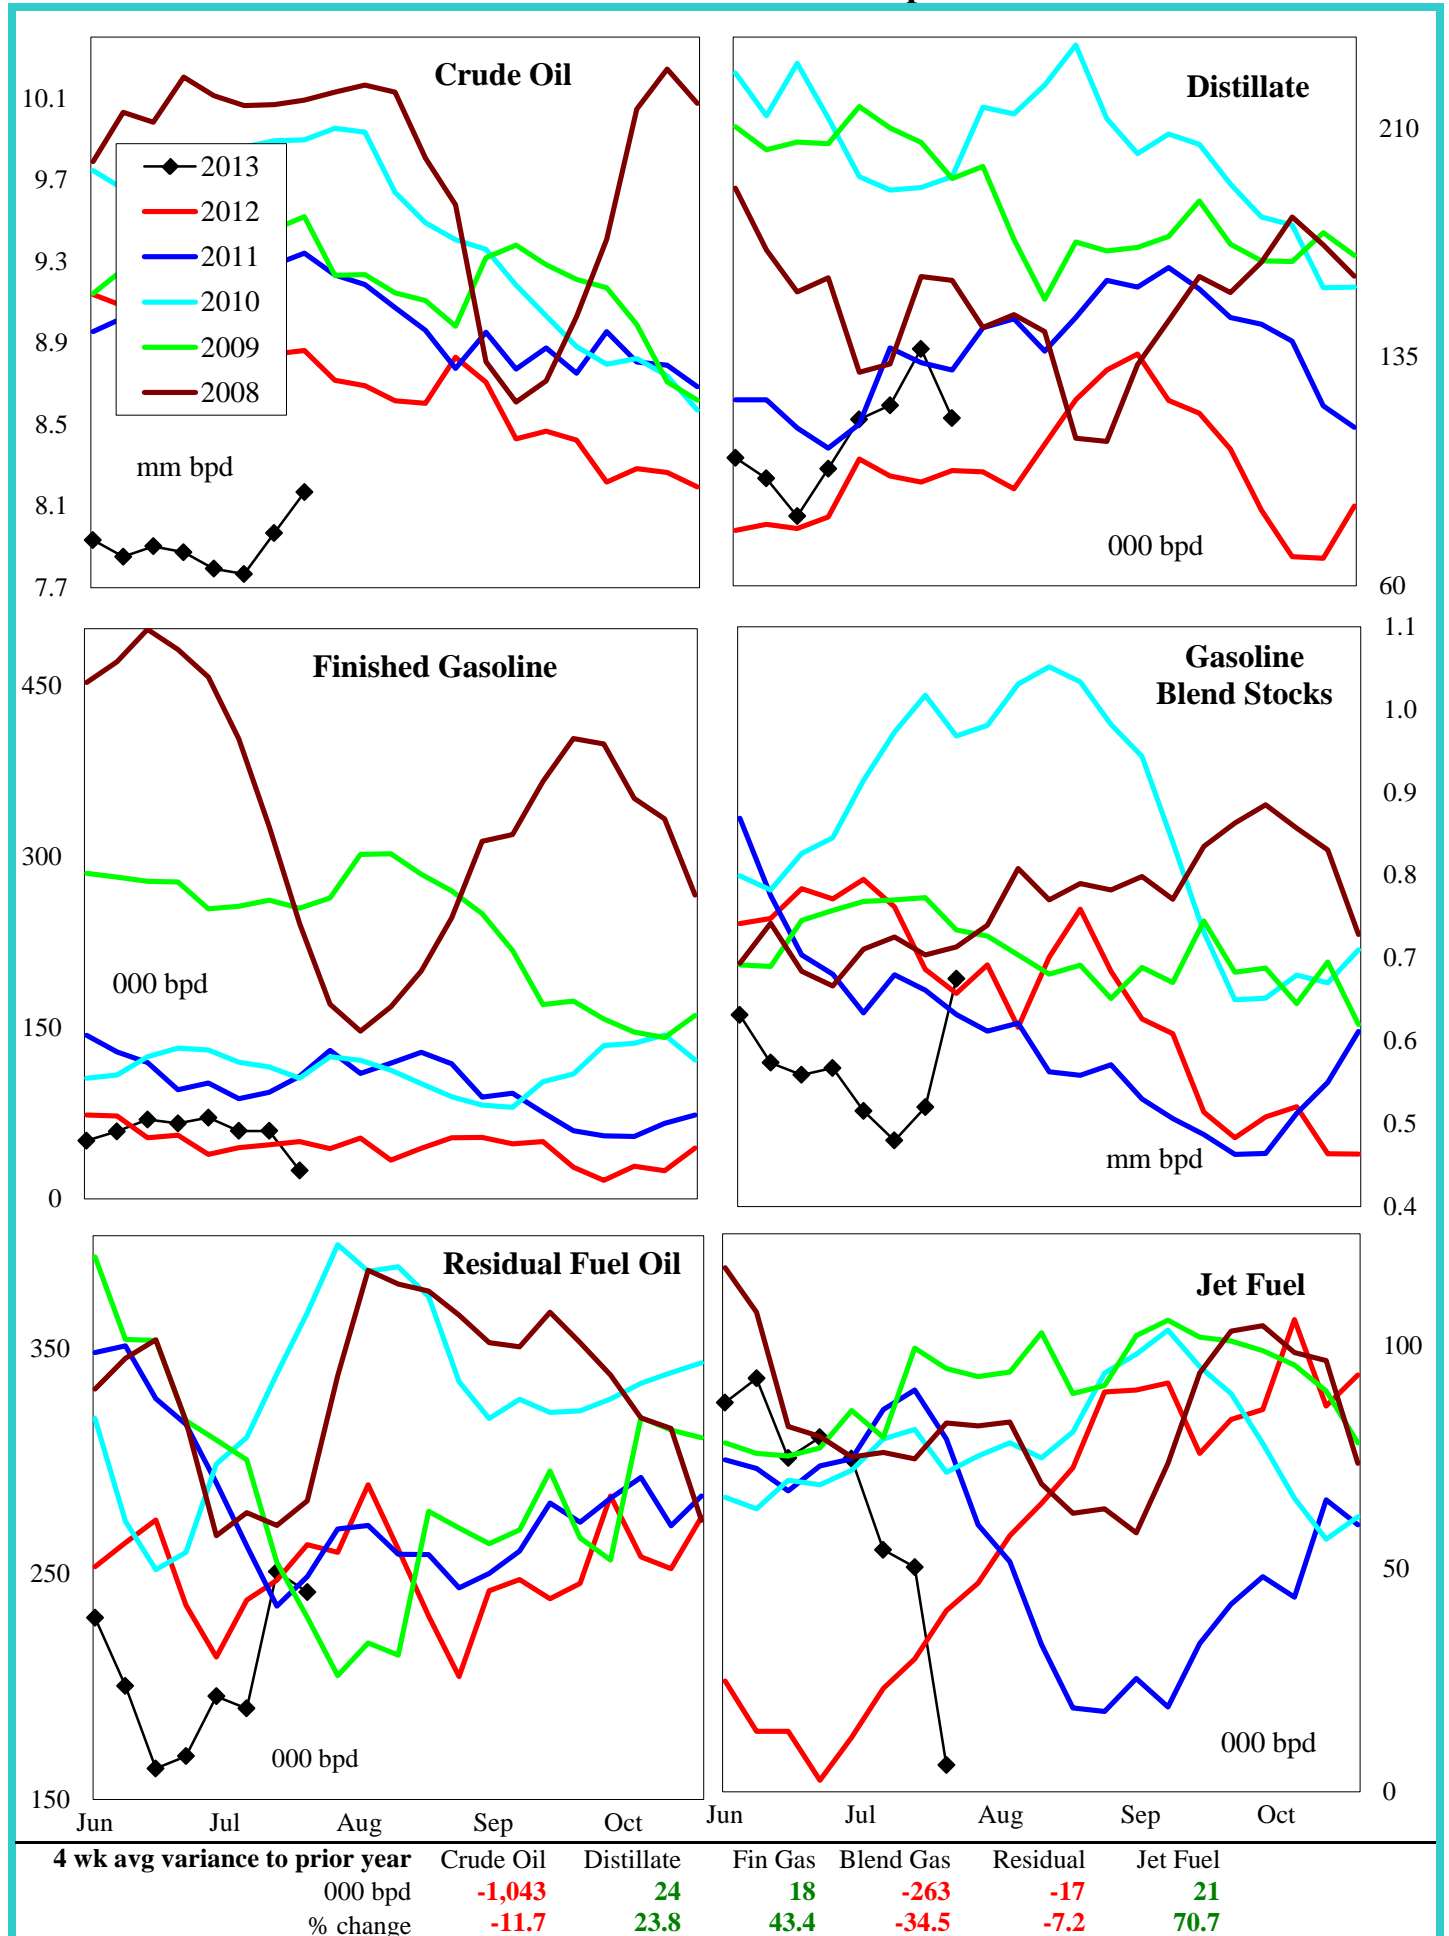 Crude Oil
10.1
9.7
9.3
8.9
8.5
8.1
7.7
2013
2012
2011
2010
2009
2008
mm bpd
Distillate
210
135
60
000 bpd
Finished Gasoline
450
300
150
0
000 bpd
Gasoline
Blend Stocks
1.1
1.0
0.9
0.8
0.7
0.6
0.5
0.4
mm bpd
Residual Fuel Oil
350
250
150
000 bpd
Jun Jul Aug Sep Oct
Jet Fuel
100
50
0
000 bpd
Jun Jul Aug Sep Oct
4 wk avg variance to prior year Crude Oil Distillate Fin Gas Blend Gas Residual Jet Fuel
000 bpd -1,043 24 18 -263 -17 21
% change -11.7 23.8 43.4 -34.5 -7.2 70.7